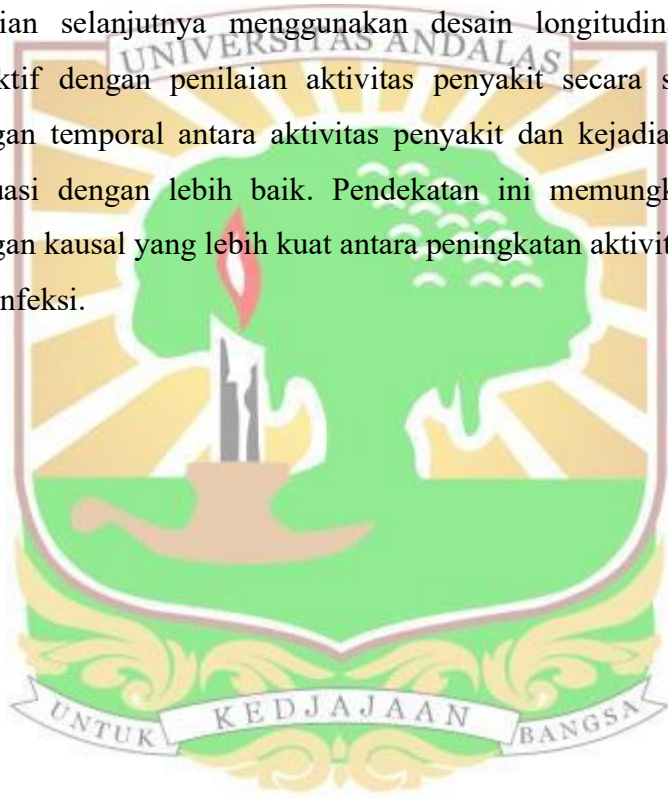 ian selanjutnya menggunakan desain longitudina
UNIVERSITAS ANDALAS
ktif dengan penilaian aktivitas penyakit secara s
gan temporal antara aktivitas penyakit dan kejadia
uasi dengan lebih baik. Pendekatan ini memungk
gan kausal yang lebih kuat antara peningkatan aktivit
nfeksi.
UNTUK KEDJAJAAN BANGSA